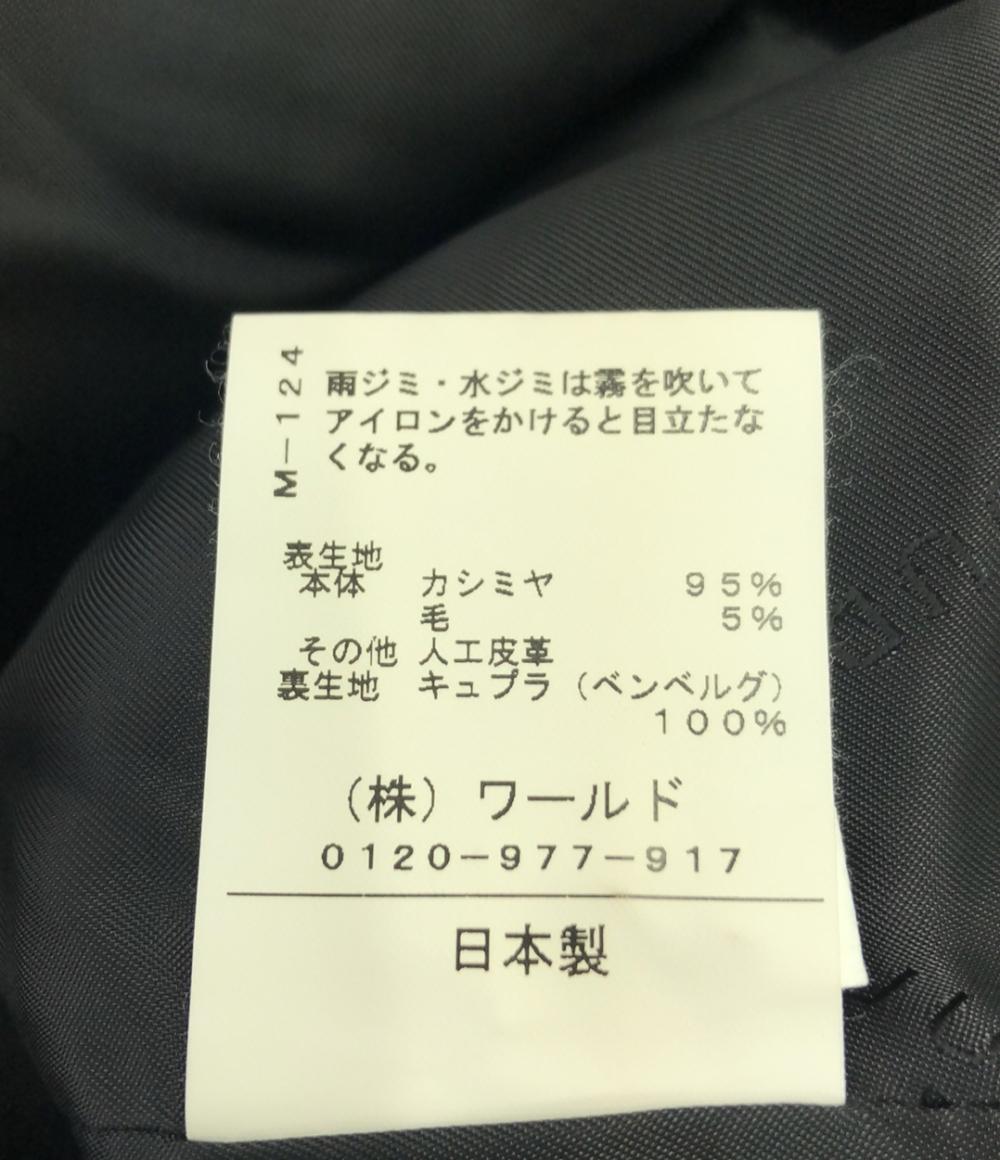 M-124
雨ジミ・水ジミは霧を吹いて
アイロンをかけると目立たな
くなる。
表生地
本体 カシミヤ 95%
毛 5%
その他 人工皮革
裏生地 キュプラ（ベンベルグ）
100%
（株）ワールド
0120-977-917
日本製